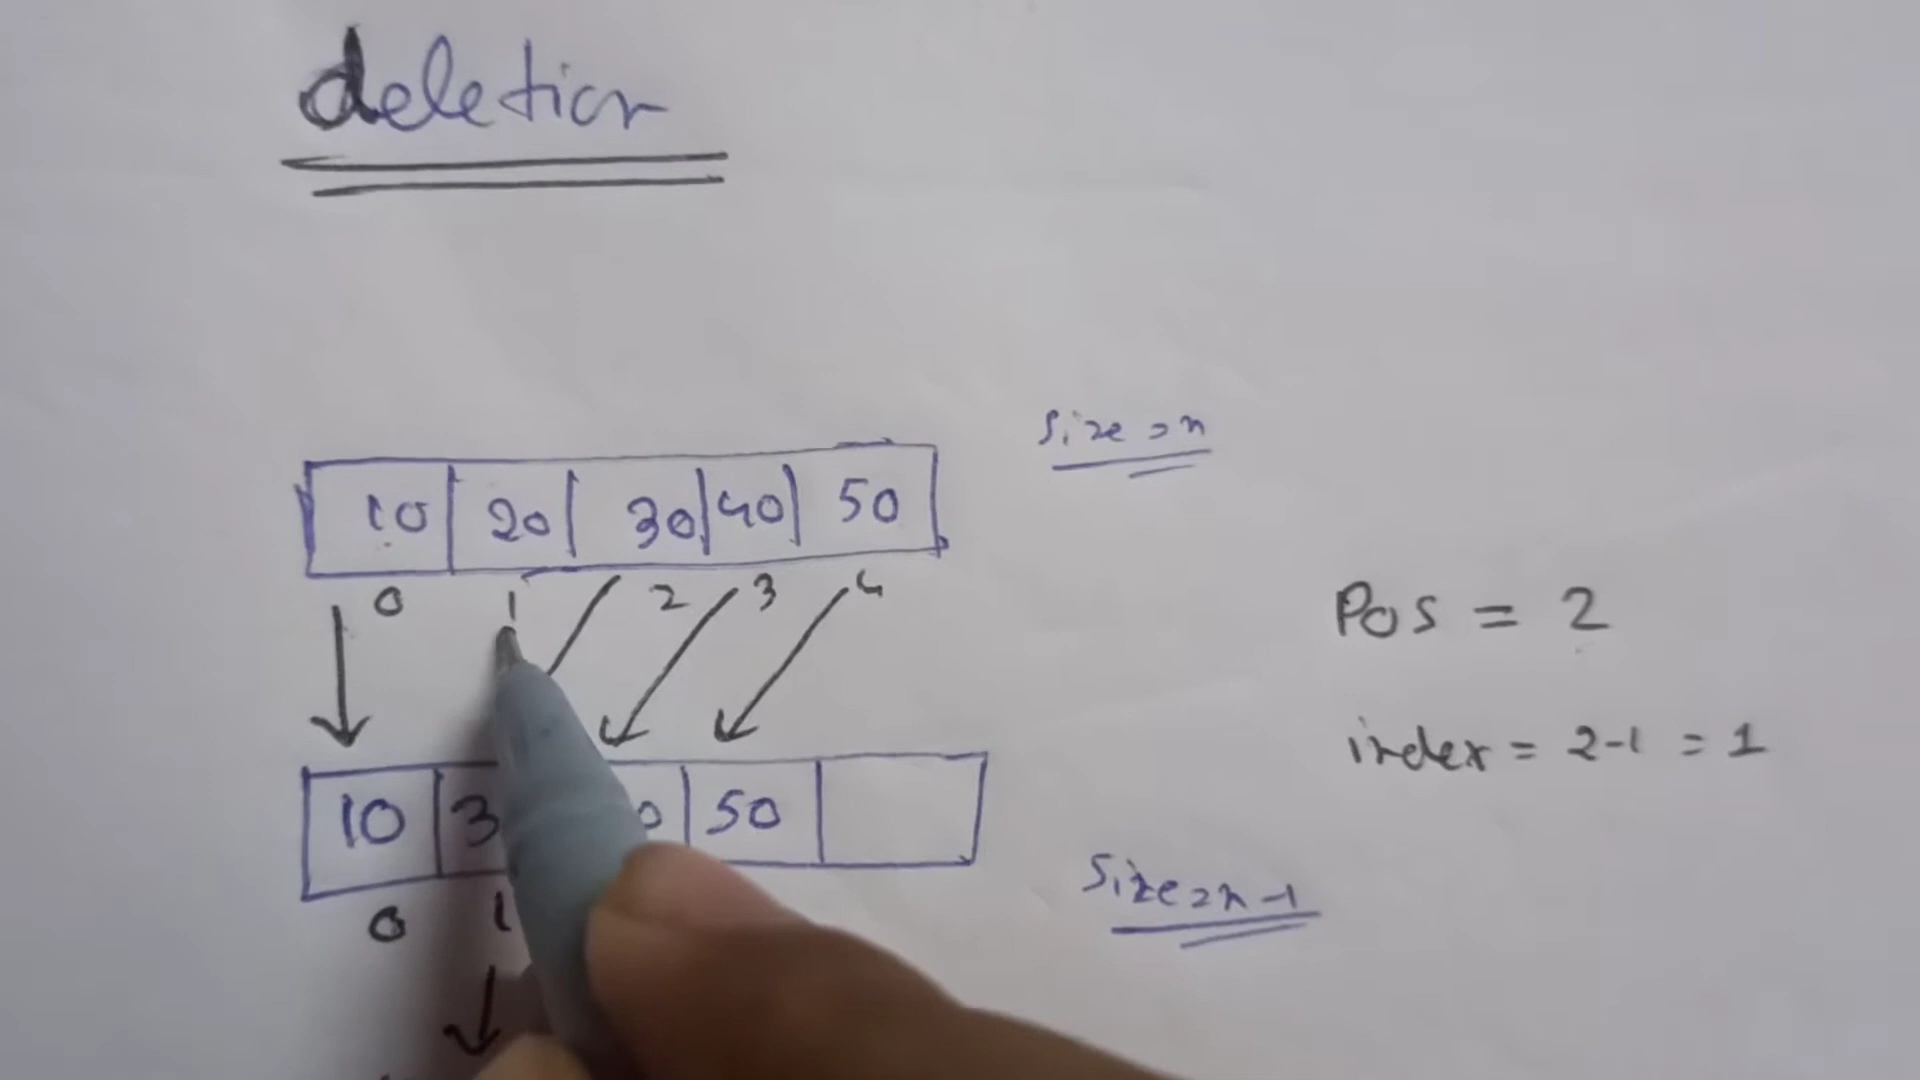 deletion
size = n
10 20 30 40 50
0 1 2 3 4
Pos = 2
index = 2-1 = 1
10 50
size = n-1
0 1